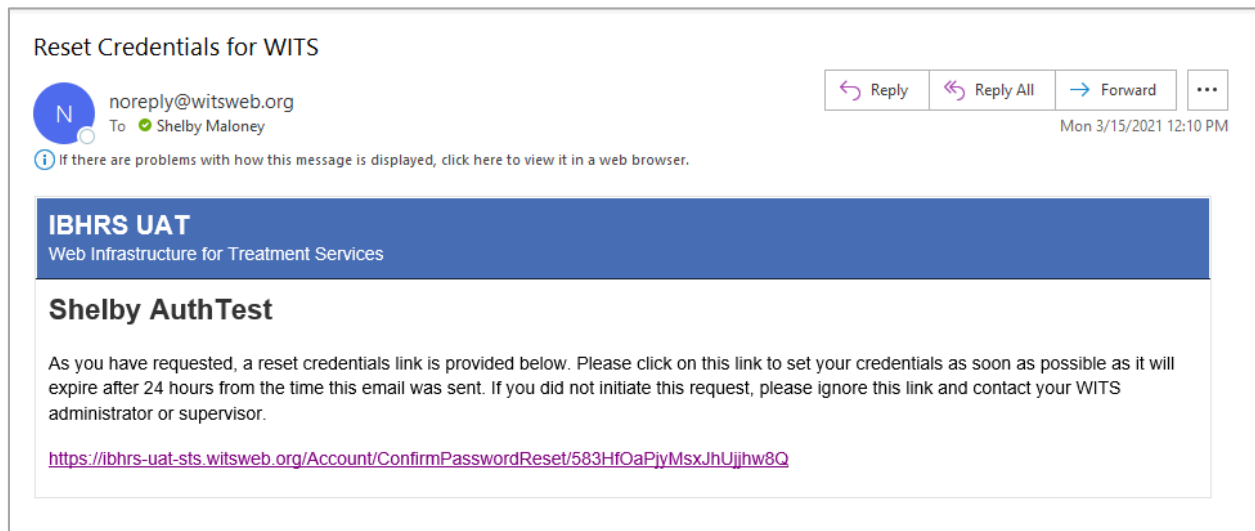 Reset Credentials for WITS
N
noreply@witsweb.org
To Shelby Maloney
Reply
Reply All
Forward
Mon 3/15/2021 12:10 PM
If there are problems with how this message is displayed, click here to view it in a web browser.
IBHRS UAT
Web Infrastructure for Treatment Services
Shelby AuthTest
As you have requested, a reset credentials link is provided below. Please click on this link to set your credentials as soon as possible as it will
expire after 24 hours from the time this email was sent. If you did not initiate this request, please ignore this link and contact your WITS
administrator or supervisor.
https://ibhrs-uat-sts.witsweb.org/Account/ConfirmPasswordReset/583HfOaPjyMsxJhUjjhw8Q